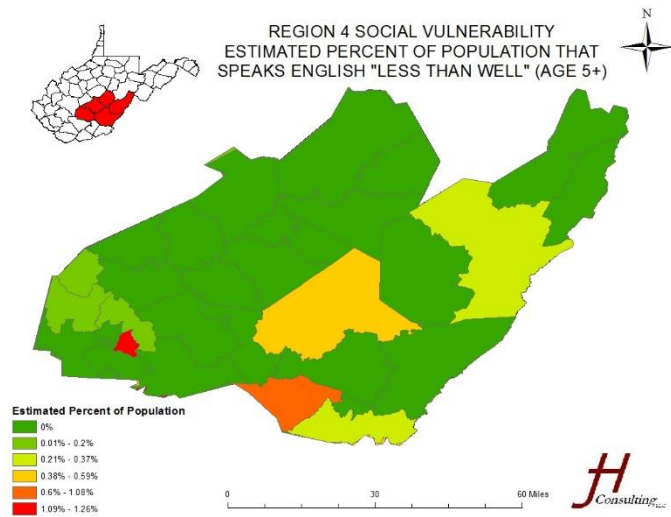 REGION 4 SOCIAL VULNERABILITY
ESTIMATED PERCENT OF POPULATION THAT
SPEAKS ENGLISH "LESS THAN WELL" (AGE 5+)
N
Estimated Percent of Population
0%
0.01% - 0.2%
0.21% - 0.37%
0.38% - 0.59%
0.6% - 1.08%
1.09% - 1.26%
0 30 60 Miles
JH
Consulting